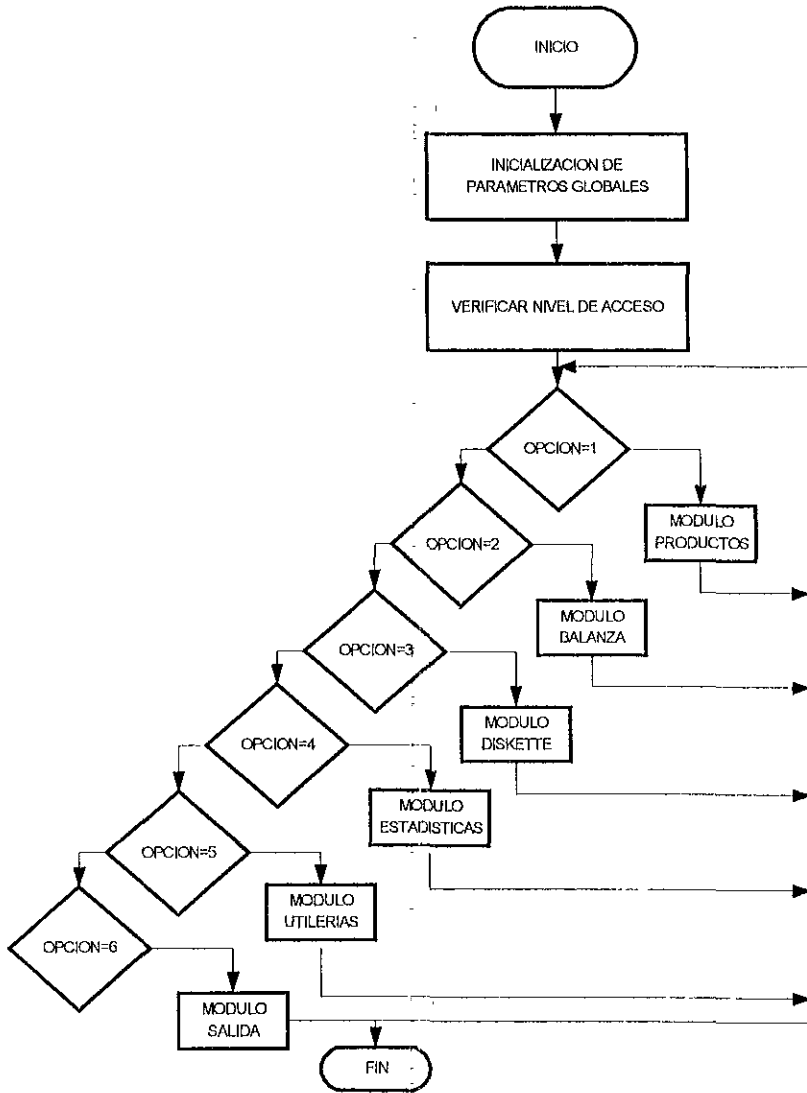 INICIO
INICIALIZACION DE
PARAMETROS GLOBALES
VERIFICAR NIVEL DE ACCESO
OPCION=1
MODULO
PRODUCTOS
OPCION=2
MODULO
BALANZA
OPCION=3
MODULO
DISKETTE
OPCION=4
MODULO
ESTADISTICAS
OPCION=5
MODULO
UTILERIAS
OPCION=6
MODULO
SALIDA
FIN